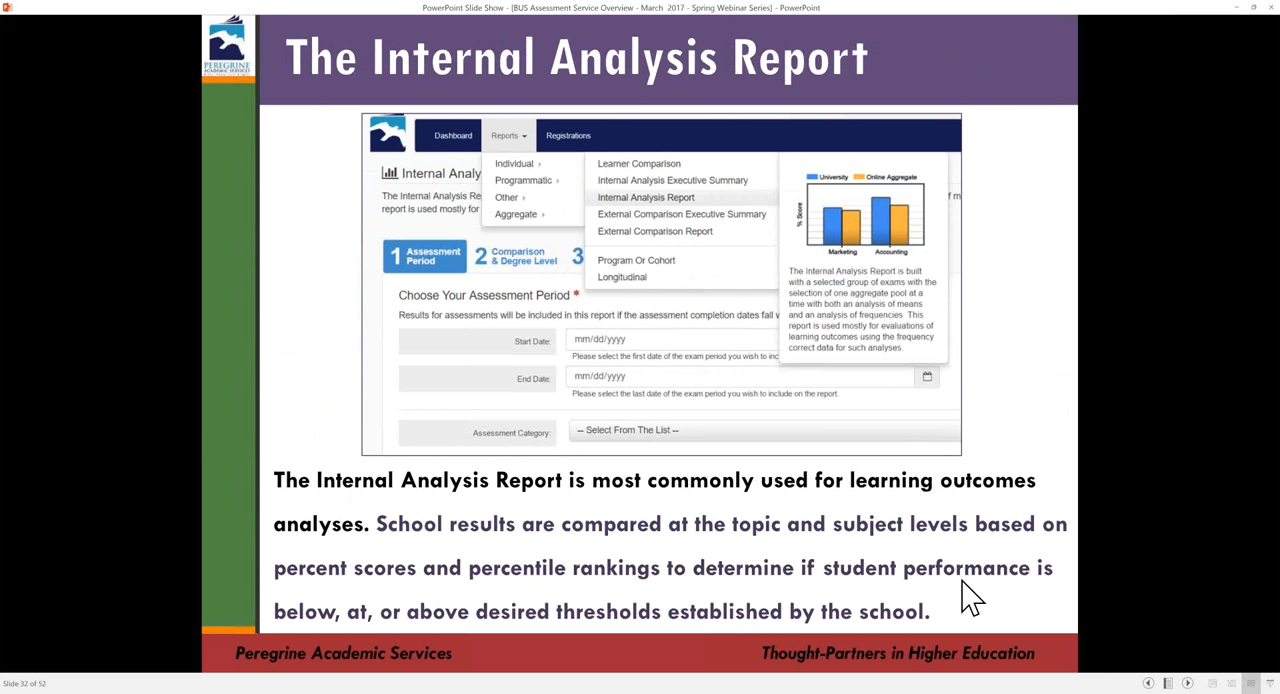 PowerPoint Slide Show - [BUS Assessment Service Overview - March 2017 - Spring Webinar Series] - PowerPoint
PEREGRINE
ACADEMIC SERVICES
The Internal Analysis Report
Dashboard Reports Registrations
Individual
Programmatic
Other
Aggregate
Learner Comparison
Internal Analysis Executive Summary
Internal Analysis Report
External Comparison Executive Summary
External Comparison Report
Program Or Cohort
Longitudinal
University Online Aggregate
% Score
Marketing Accounting
The Internal Analysis Report is built
with a selected group of exams with the
selection of one aggregate pool at a
time with both an analysis of means
and an analysis of frequencies. This
report is used mostly for evaluations of
learning outcomes using the frequency
correct data for such analyses.
Internal Analy
The Internal Analysis Re
report is used mostly for
1 Assessment Period
2 Comparison & Degree Level
3
Choose Your Assessment Period *
Results for assessments will be included in this report if the assessment completion dates fall w
Start Date: mm/dd/yyyy
Please select the first date of the exam period you wish to inc
End Date: mm/dd/yyyy
Please select the last date of the exam period you wish to include on the report
Assessment Category: -- Select From The List --
The Internal Analysis Report is most commonly used for learning outcomes
analyses. School results are compared at the topic and subject levels based on
percent scores and percentile rankings to determine if student performance is
below, at, or above desired thresholds established by the school.
Peregrine Academic Services
Thought-Partners in Higher Education
Slide 32 of 52